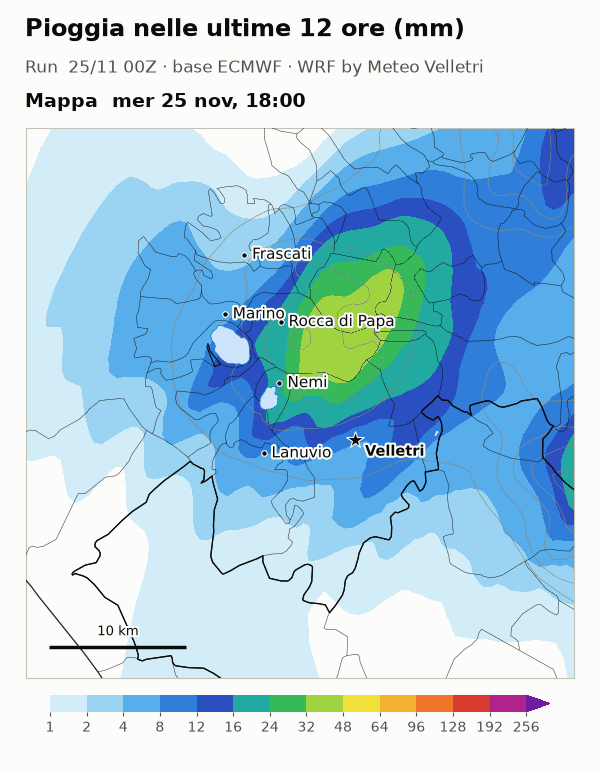 Pioggia nelle ultime 12 ore (mm)
Run 25/11 00Z · base ECMWF · WRF by Meteo Velletri
Mappa mer 25 nov, 18:00
Frascati
Marino
Rocca di Papa
Nemi
Velletri
Lanuvio
10 km
1 2 4 8 12 16 24 32 48 64 96 128 192 256